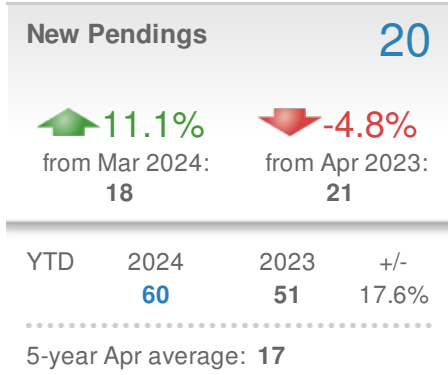 New Pendings 20
11.1% -4.8%
from Mar 2024: from Apr 2023:
18 21
YTD 2024 2023 +/-
60 51 17.6%
5-year Apr average: 17